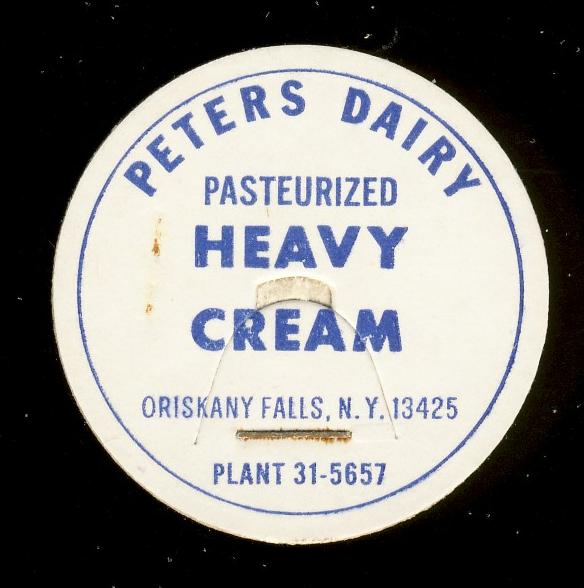 PETERS DAIRY
PASTEURIZED
HEAVY
CREAM
ORISKANY FALLS, N.Y. 13425
PLANT 31-5657